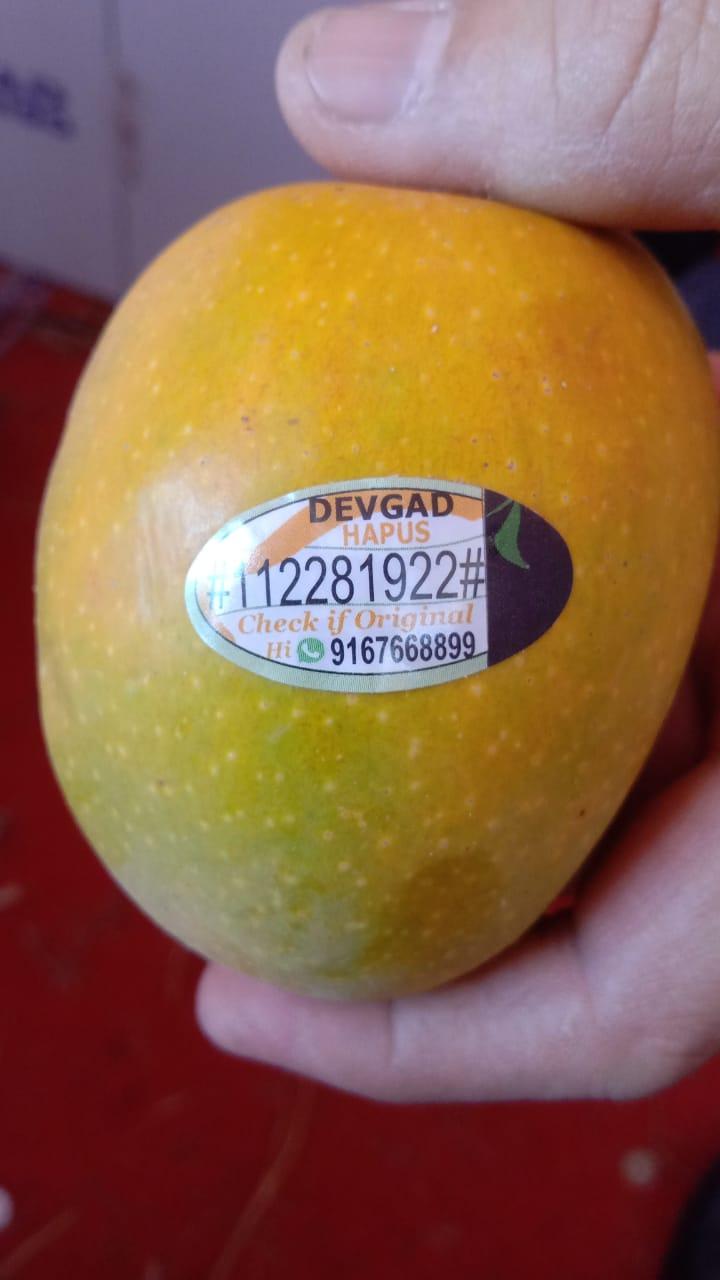 DEVGAD
HAPUS
#112281922#
Check if Original
Hi 9167668899